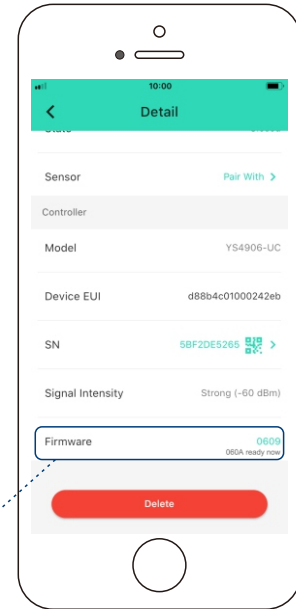 10:00
Detail
Sensor
Pair With >
Controller
Model
YS4906-UC
Device EUI
d88b4c01000242eb
SN
5BF2DE5265 >
Signal Intensity
Strong (-60 dBm)
Firmware
0609
060A ready now
Delete